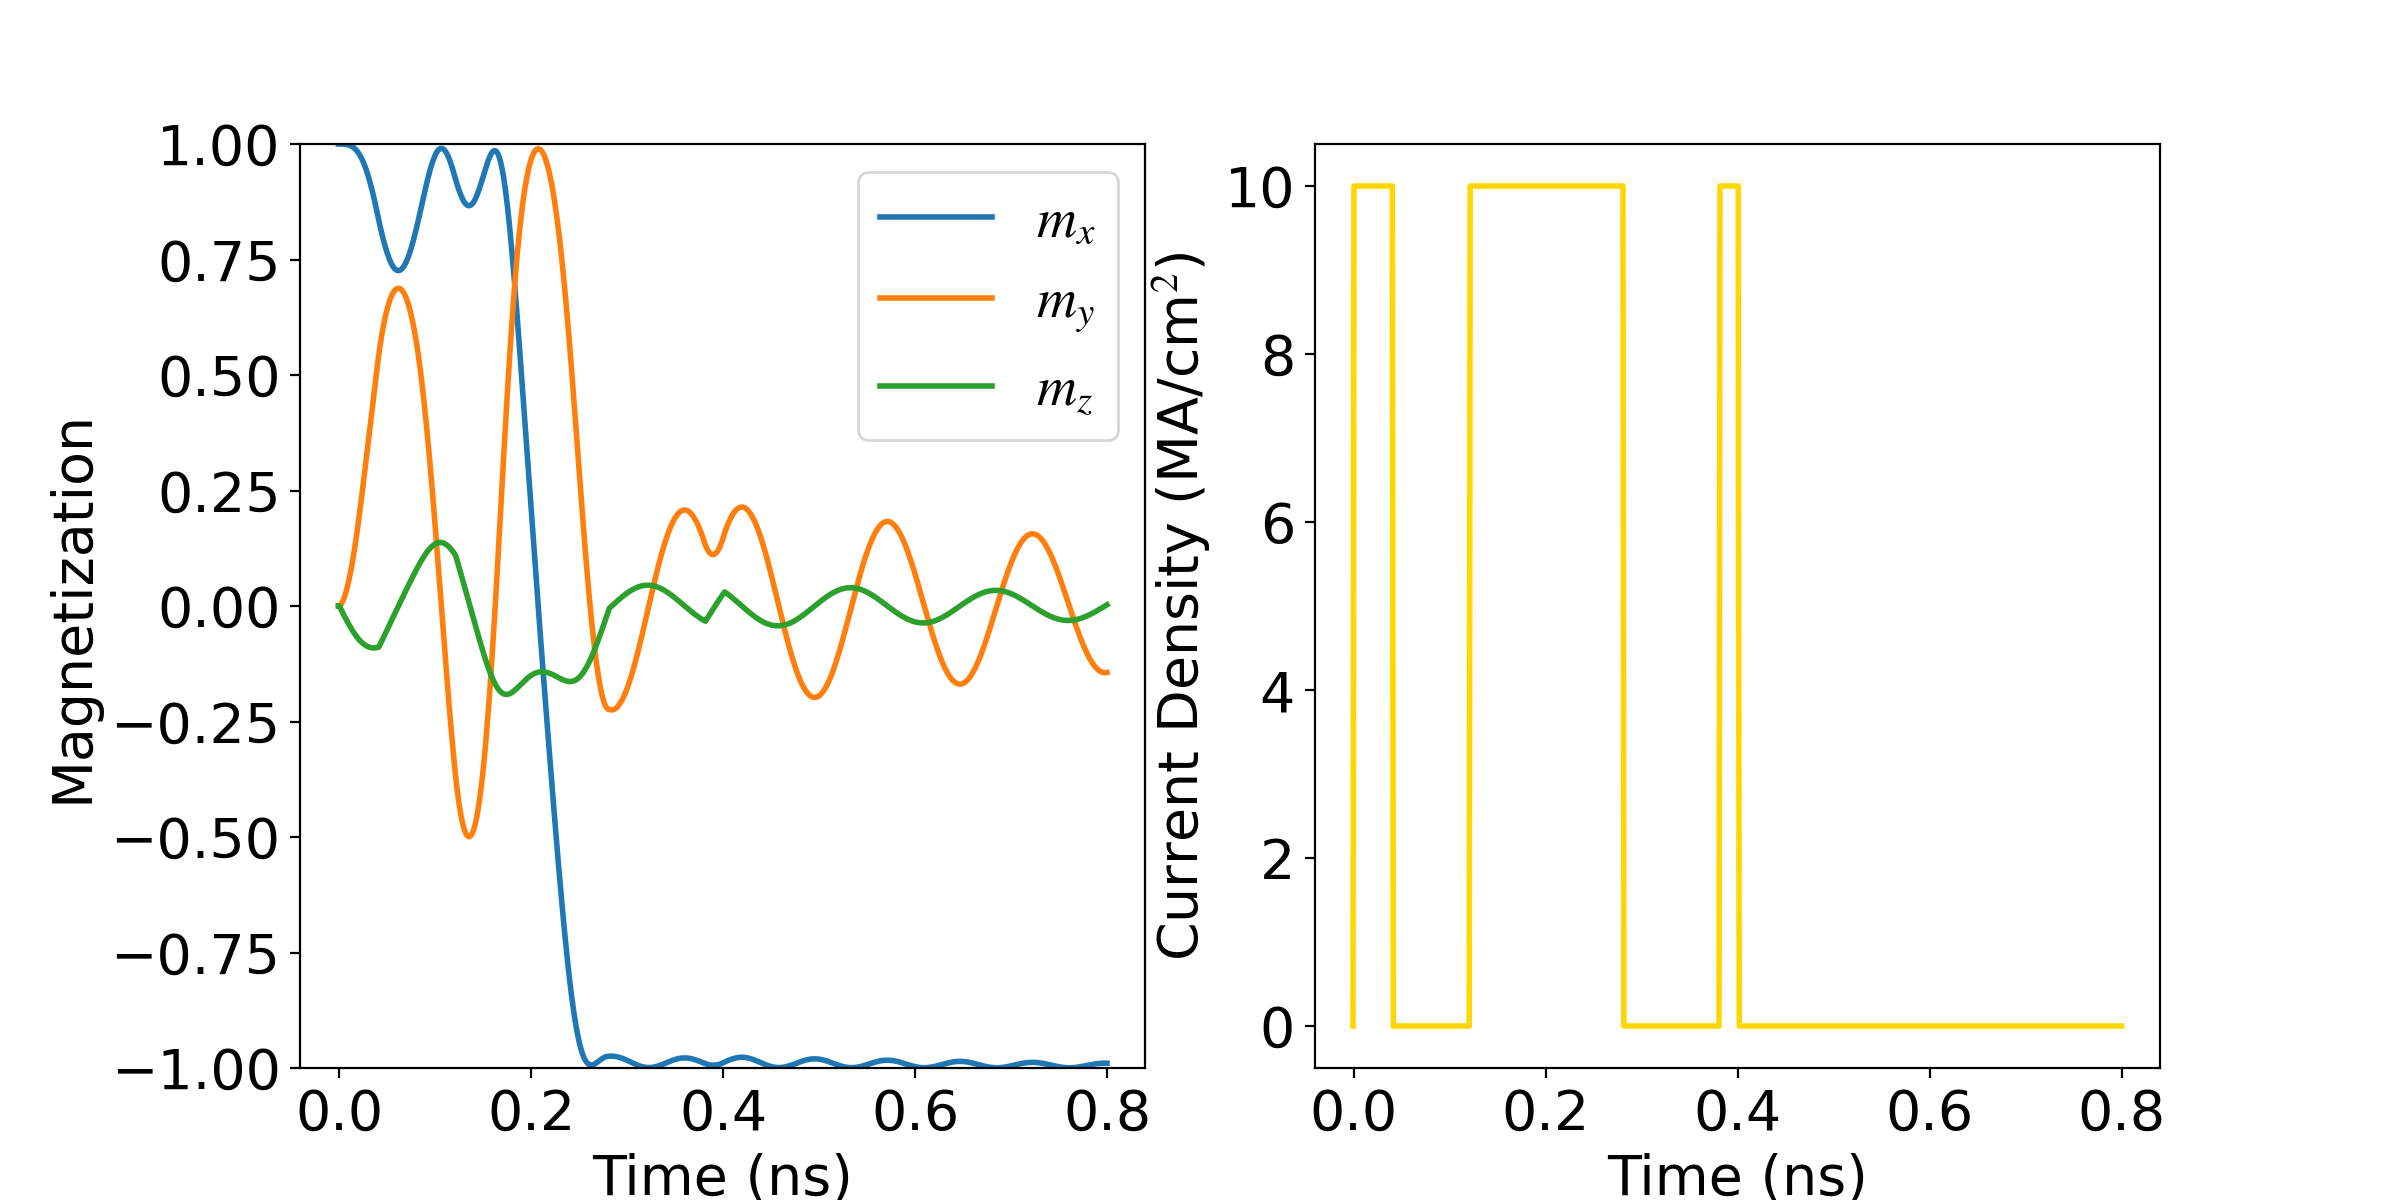 1.00
0.75
0.50
0.25
0.00
−0.25
−0.50
−0.75
−1.00
Magnetization
0.0 0.2 0.4 0.6 0.8
Time (ns)
m_x
m_y
m_z
10
8
6
4
2
0
Current Density (MA/cm²)
0.0 0.2 0.4 0.6 0.8
Time (ns)